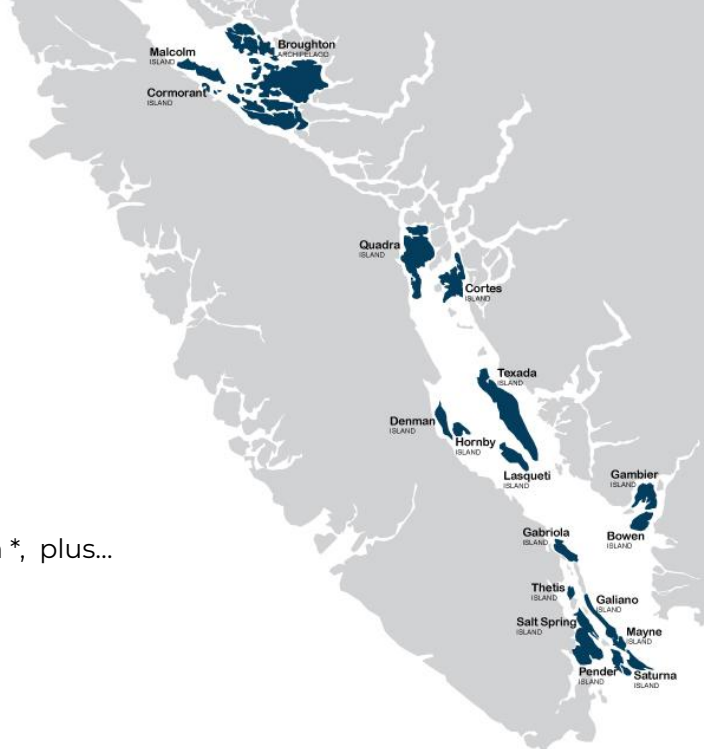 Broughton
ARCHIPELAGO
Malcolm
ISLAND
Cormorant
ISLAND
Quadra
ISLAND
Cortes
ISLAND
Texada
ISLAND
Denman
ISLAND
Hornby
ISLAND
Lasqueti
ISLAND
Gambier
ISLAND
Bowen
ISLAND
Gabriola
ISLAND
*, plus...
Thetis
ISLAND
Galiano
ISLAND
Salt Spring
ISLAND
Mayne
ISLAND
Pender
ISLAND
Saturna
ISLAND